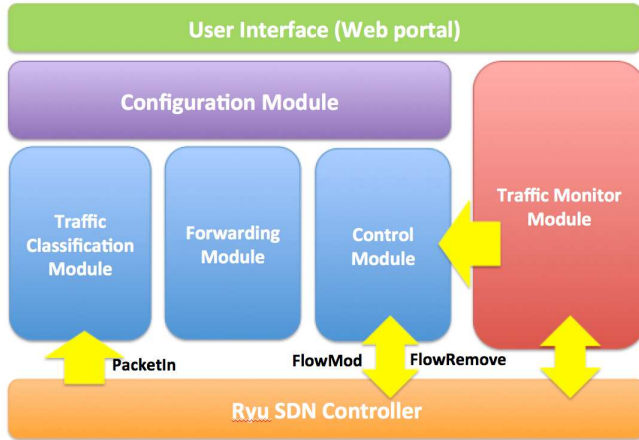 User Interface (Web portal)
Configuration Module
Traffic
Classification
Module
Forwarding
Module
Control
Module
Traffic Monitor
Module
PacketIn
FlowMod
FlowRemove
Ryu SDN Controller